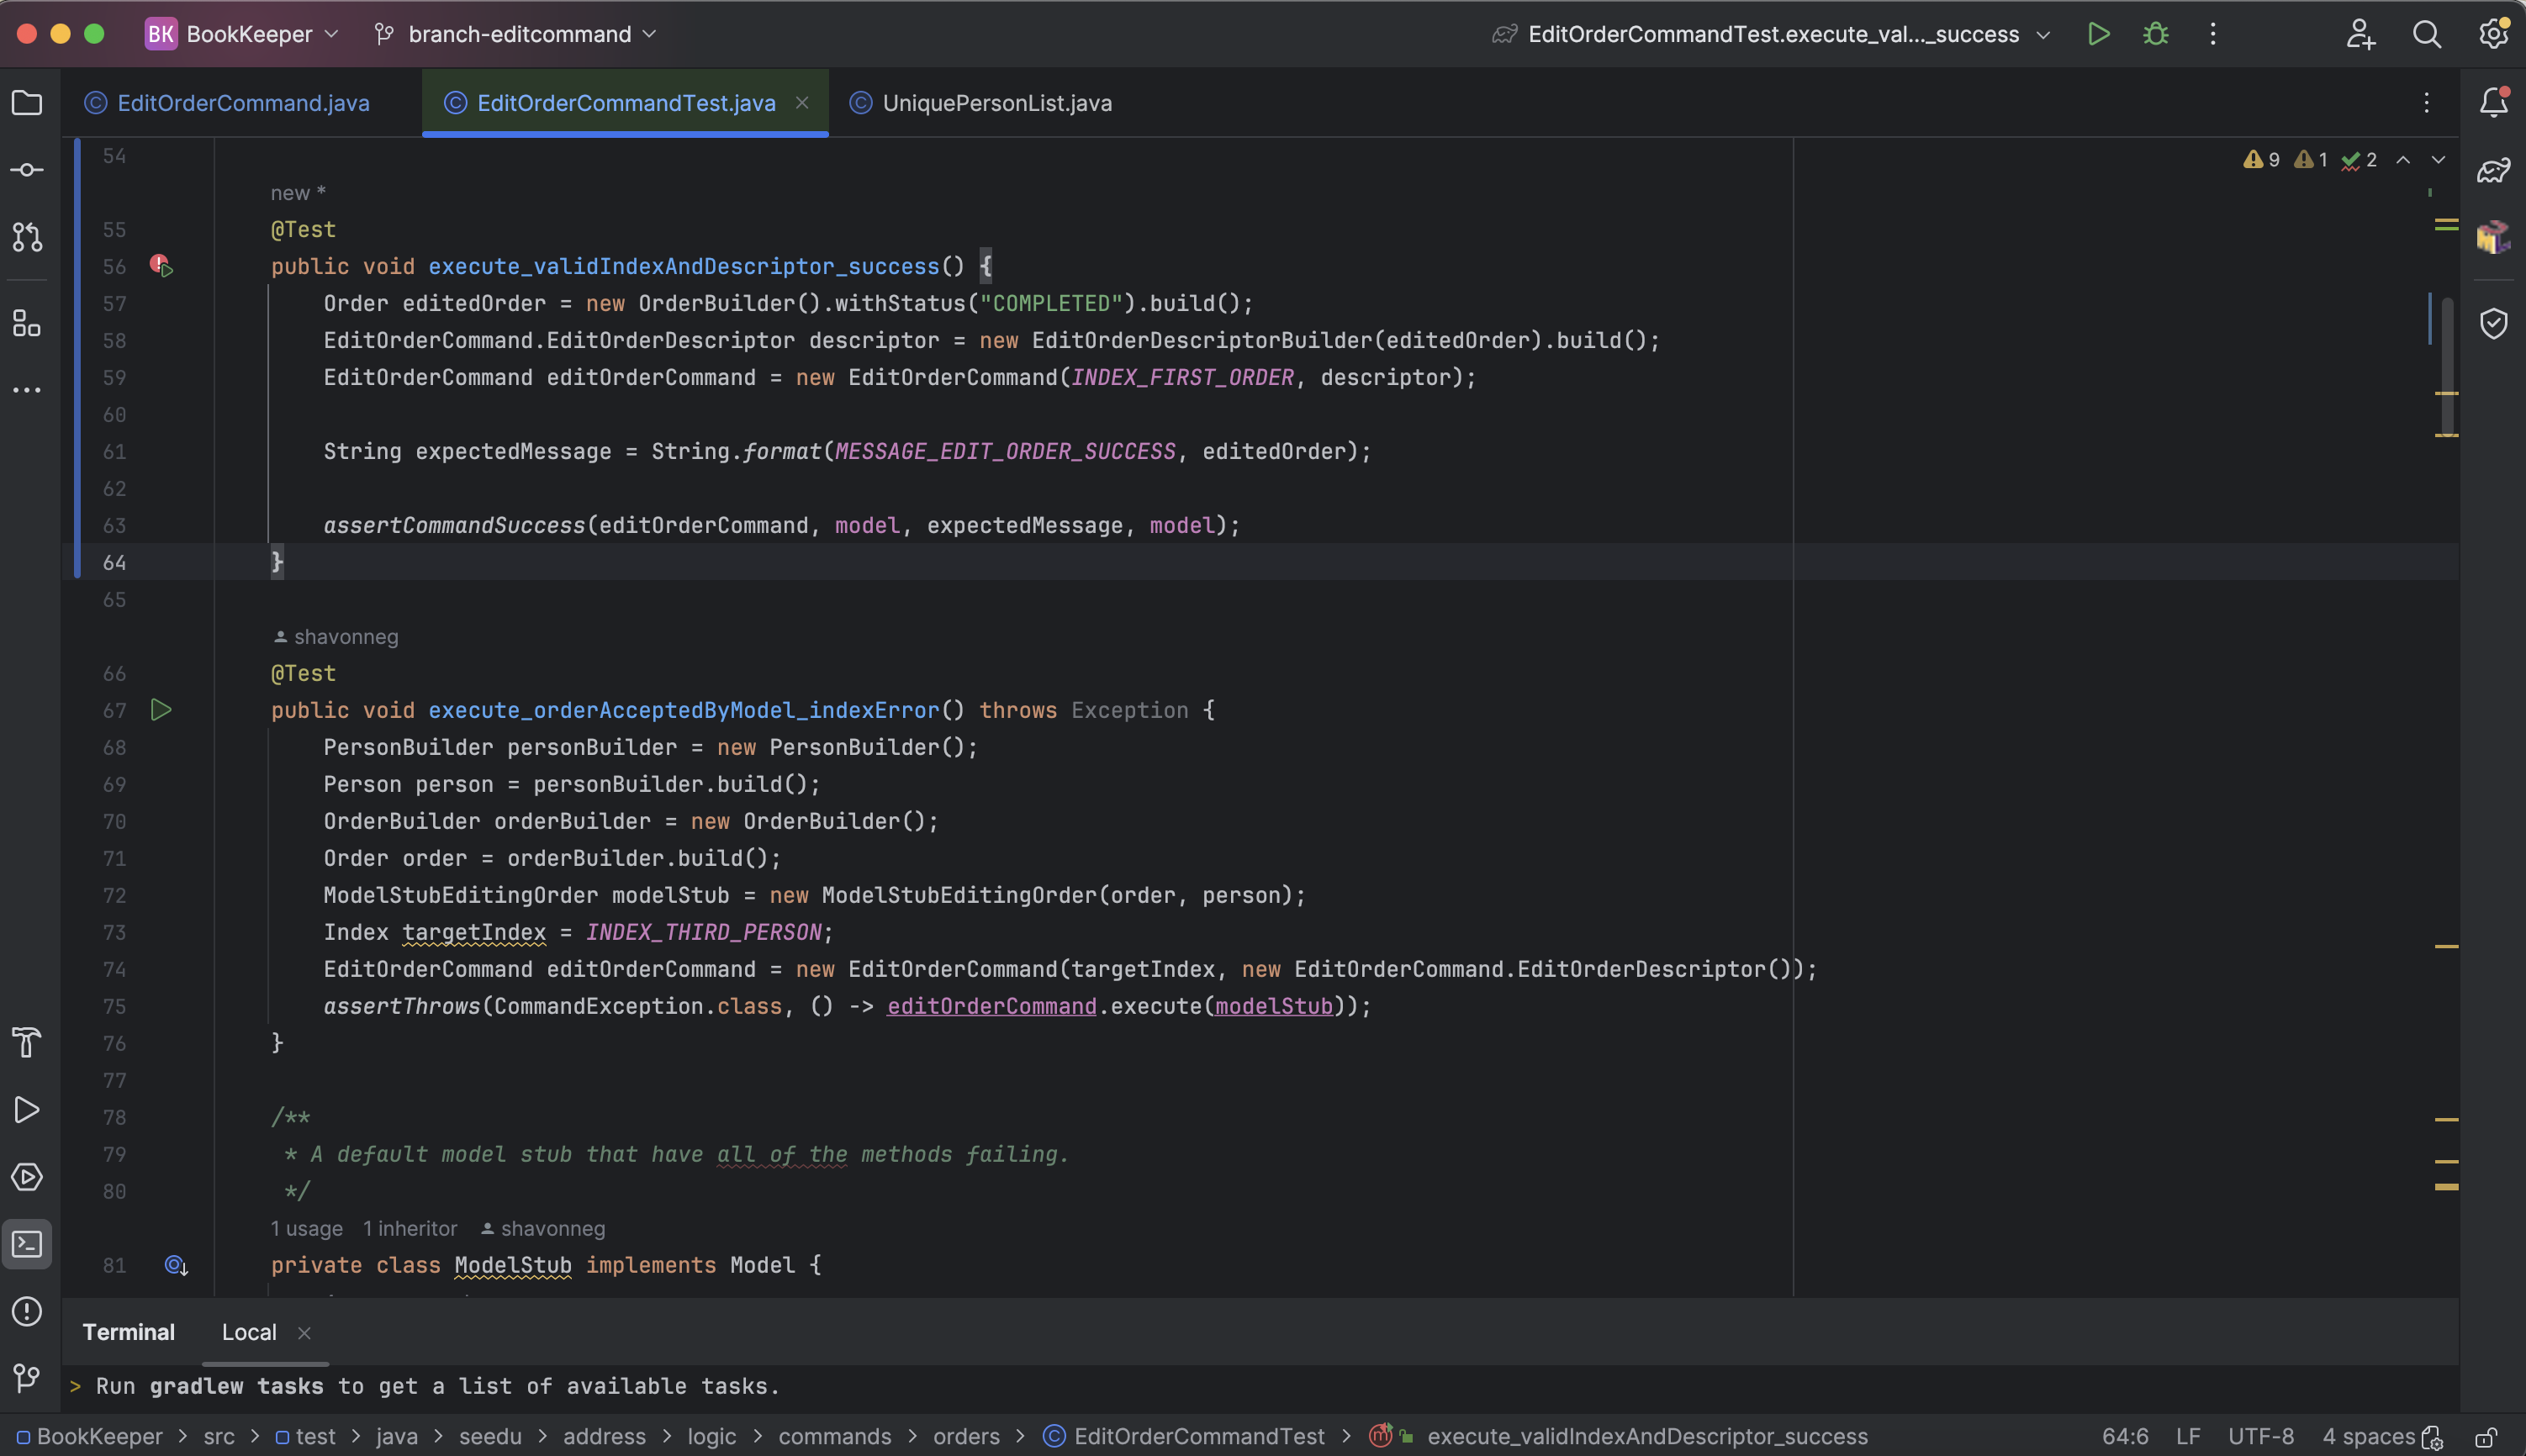 BK BookKeeper branch-editcommand EditOrderCommandTest.execute_val..._success
EditOrderCommand.java EditOrderCommandTest.java UniquePersonList.java
54 9 1 2
new *
55 @Test
56 public void execute_validIndexAndDescriptor_success() {
57 Order editedOrder = new OrderBuilder().withStatus("COMPLETED").build();
58 EditOrderCommand.EditOrderDescriptor descriptor = new EditOrderDescriptorBuilder(editedOrder).build();
59 EditOrderCommand editOrderCommand = new EditOrderCommand(INDEX_FIRST_ORDER, descriptor);
60
61 String expectedMessage = String.format(MESSAGE_EDIT_ORDER_SUCCESS, editedOrder);
62
63 assertCommandSuccess(editOrderCommand, model, expectedMessage, model);
64 }
65
shavonneg
66 @Test
67 public void execute_orderAcceptedByModel_indexError() throws Exception {
68 PersonBuilder personBuilder = new PersonBuilder();
69 Person person = personBuilder.build();
70 OrderBuilder orderBuilder = new OrderBuilder();
71 Order order = orderBuilder.build();
72 ModelStubEditingOrder modelStub = new ModelStubEditingOrder(order, person);
73 Index targetIndex = INDEX_THIRD_PERSON;
74 EditOrderCommand editOrderCommand = new EditOrderCommand(targetIndex, new EditOrderCommand.EditOrderDescriptor());
75 assertThrows(CommandException.class, () -> editOrderCommand.execute(modelStub));
76 }
77
78 /**
79 * A default model stub that have all of the methods failing.
80 */
1 usage 1 inheritor shavonneg
81 private class ModelStub implements Model {
Terminal Local
> Run gradlew tasks to get a list of available tasks.
BookKeeper > src > test > java > seedu > address > logic > commands > orders > EditOrderCommandTest > execute_validIndexAndDescriptor_success 64:6 LF UTF-8 4 spaces